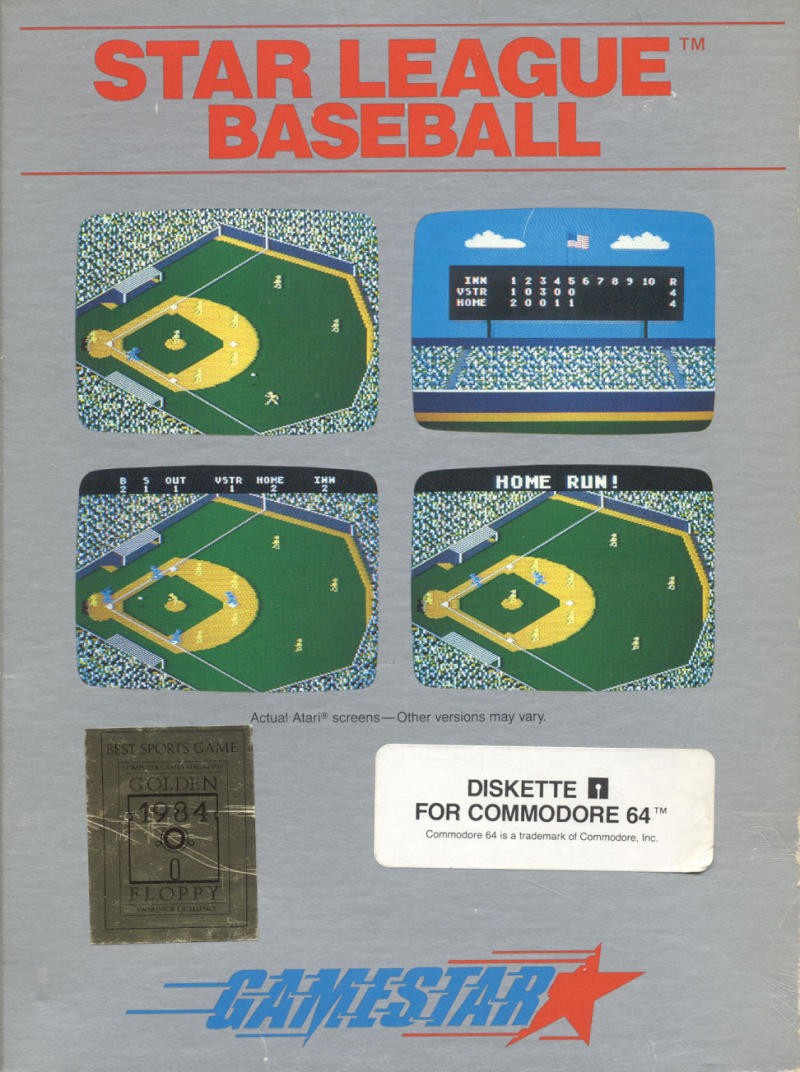 STAR LEAGUE™
BASEBALL
INN 1 2 3 4 5 6 7 8 9 10 R
VSTR 1 0 3 0 0 4
HOME 2 0 0 1 1 4
B S OUT VSTR HOME INN
2 1 1 1 2 2
HOME RUN!
Actual Atari® screens—Other versions may vary.
BEST SPORTS GAME
COMPUTER GAMES MAGAZINE
GOLDEN
1984
FLOPPY
AWARD FOR EXCELLENCE
DISKETTE
FOR COMMODORE 64™
Commodore 64 is a trademark of Commodore, Inc.
GAMESTAR